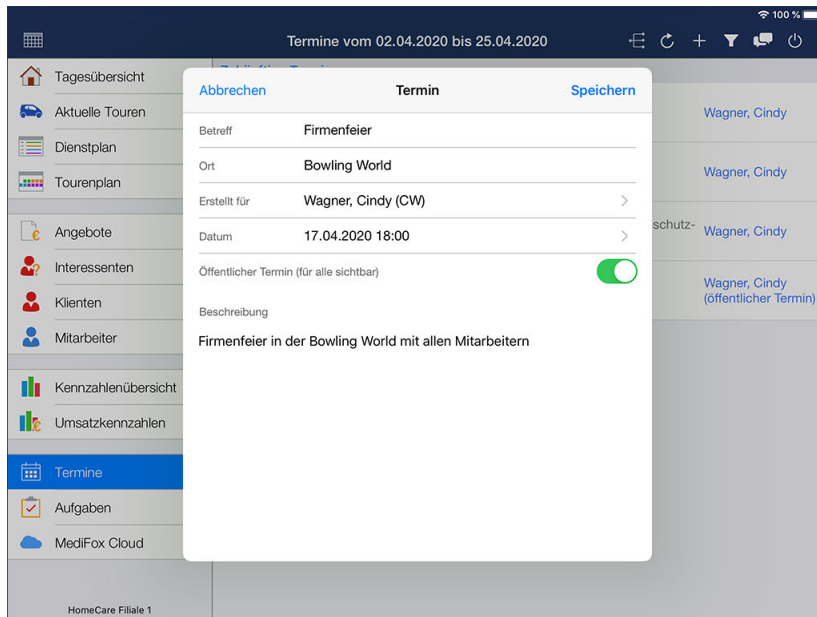 100 %
Termine vom 02.04.2020 bis 25.04.2020
Tagesübersicht
Aktuelle Touren
Dienstplan
Tourenplan
Angebote
Interessenten
Klienten
Mitarbeiter
Kennzahlenübersicht
Umsatzkennzahlen
Termine
Aufgaben
MediFox Cloud
HomeCare Filiale 1
Abbrechen
Termin
Speichern
Betreff Firmenfeier
Ort Bowling World
Erstellt für Wagner, Cindy (CW)
Datum 17.04.2020 18:00
Öffentlicher Termin (für alle sichtbar)
Beschreibung
Firmenfeier in der Bowling World mit allen Mitarbeitern
Wagner, Cindy
Wagner, Cindy
schutz- Wagner, Cindy
Wagner, Cindy
(öffentlicher Termin)